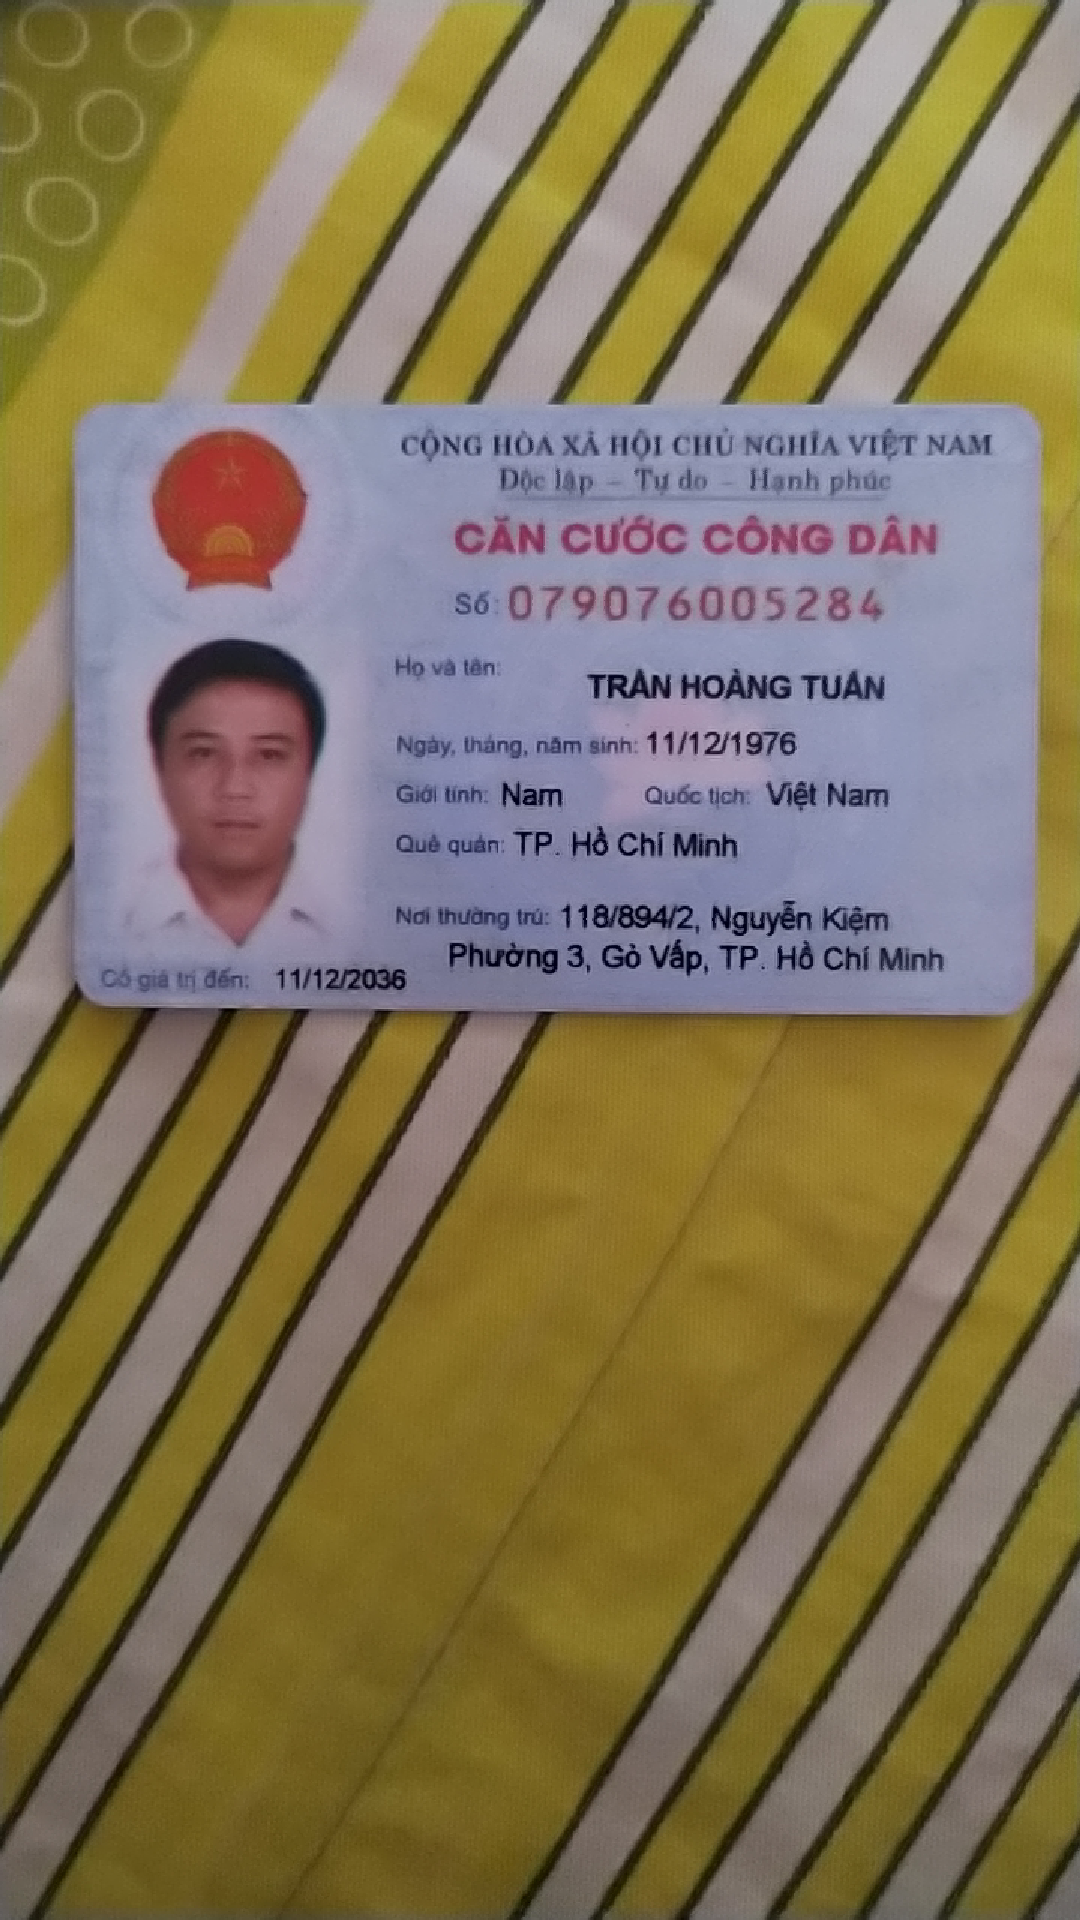 CỘNG HÒA XÃ HỘI CHỦ NGHĨA VIỆT NAM
Độc lập – Tự do – Hạnh phúc
CĂN CƯỚC CÔNG DÂN
Số: 079076005284
Họ và tên:
TRẦN HOÀNG TUẤN
Ngày, tháng, năm sinh: 11/12/1976
Giới tính: Nam Quốc tịch: Việt Nam
Quê quán: TP. Hồ Chí Minh
Nơi thường trú: 118/894/2, Nguyễn Kiệm
Phường 3, Gò Vấp, TP. Hồ Chí Minh
Có giá trị đến: 11/12/2036